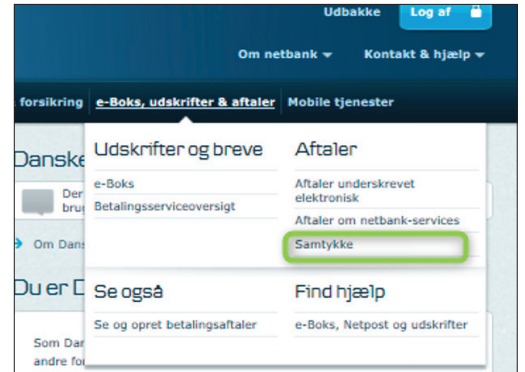 Udbakke Log af
Om netbank Kontakt & hjælp
forsikring e-Boks, udskrifter & aftaler Mobile tjenester
Danske
Der
brug
Om Dans
Du er D
Som Dan
andre for
Udskrifter og breve
e-Boks
Betalingsserviceoversigt
Aftaler
Aftaler underskrevet
elektronisk
Aftaler om netbank-services
Samtykke
Se også
Se og opret betalingsaftaler
Find hjælp
e-Boks, Netpost og udskrifter